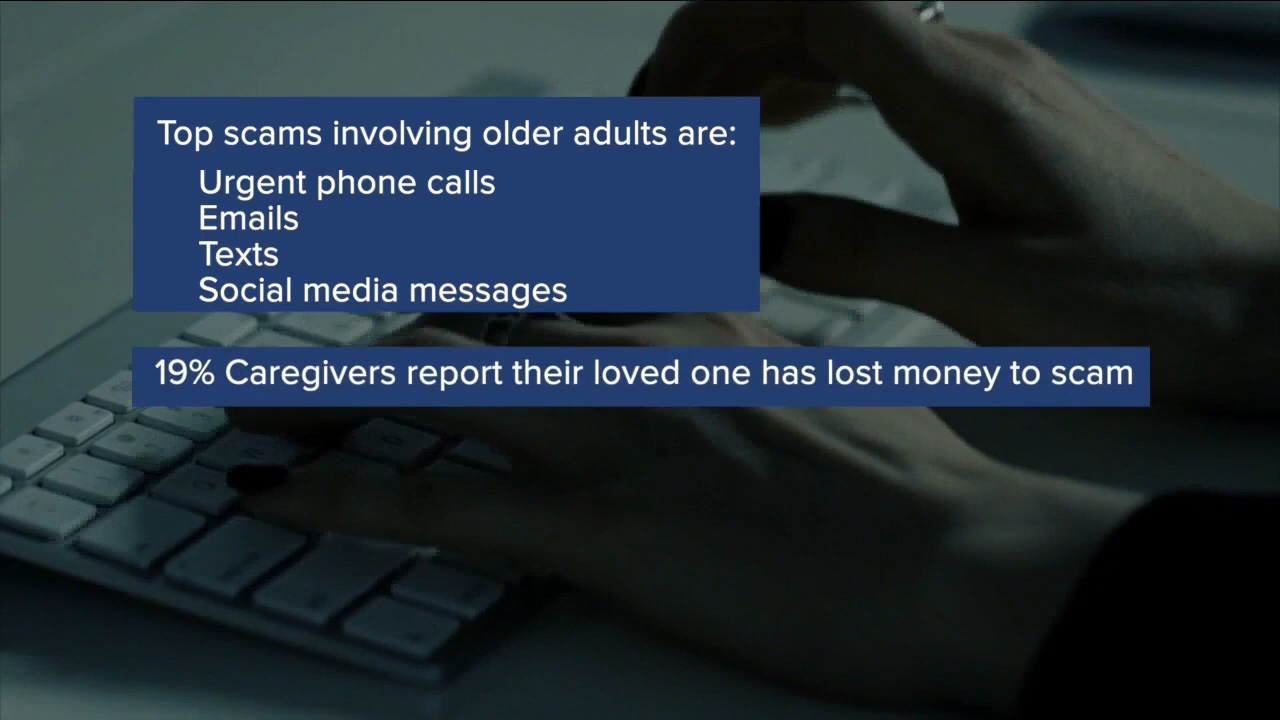 Top scams involving older adults are:
Urgent phone calls
Emails
Texts
Social media messages
19% Caregivers report their loved one has lost money to scam